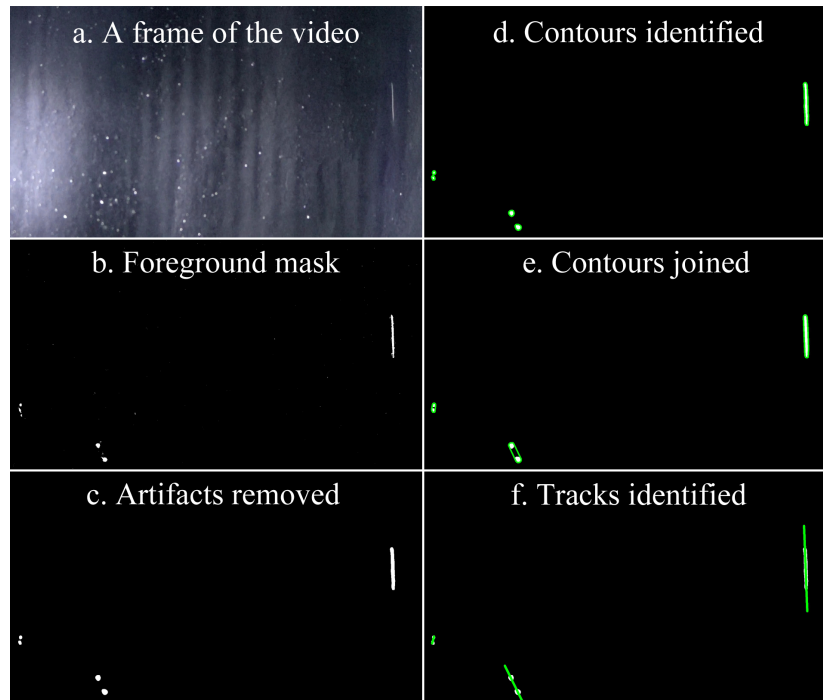 a. A frame of the video
b. Foreground mask
c. Artifacts removed
d. Contours identified
e. Contours joined
f. Tracks identified